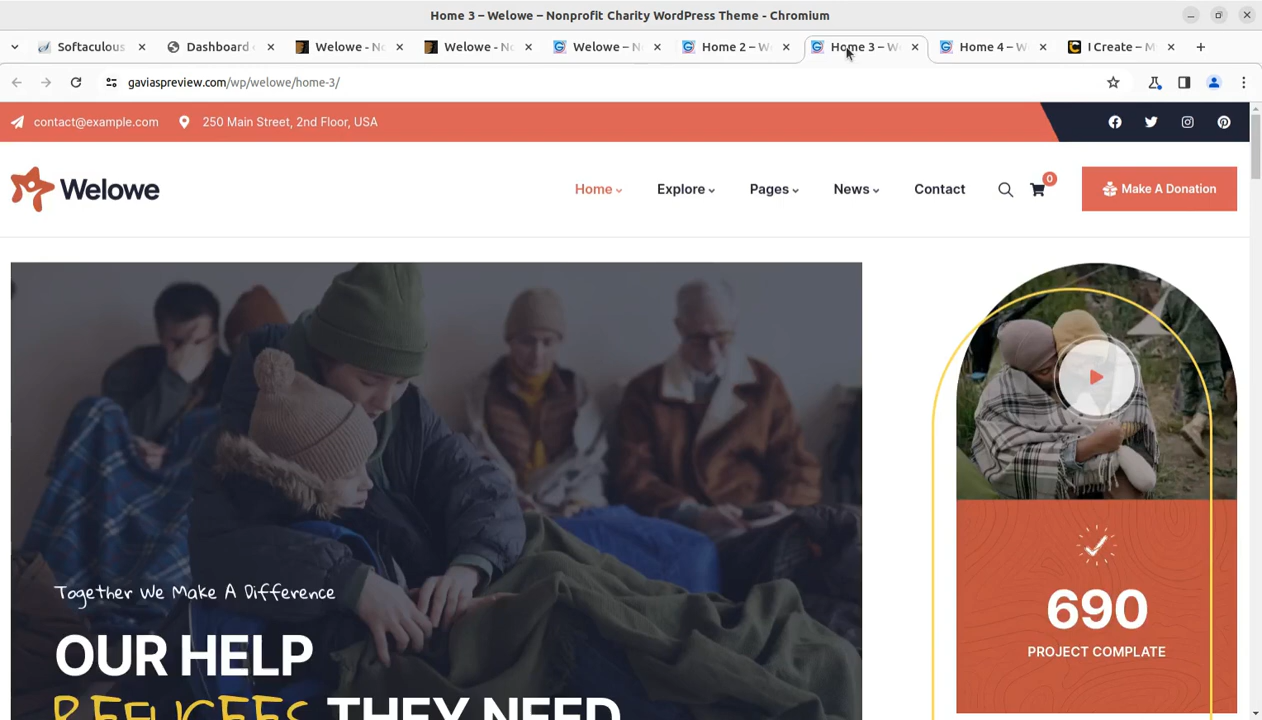 Home 3 – Welowe – Nonprofit Charity WordPress Theme - Chromium
Softaculous
Dashboard
Welowe - No
Welowe - No
Welowe – N
Home 2 – W
Home 3 – W
Home 4 – W
I Create – M
gaviaspreview.com/wp/welowe/home-3/
contact@example.com
250 Main Street, 2nd Floor, USA
Welowe
Home
Explore
Pages
News
Contact
0
Make A Donation
Together We Make A Difference
OUR HELP
REFUGEES THEY NEED
690
PROJECT COMPLATE